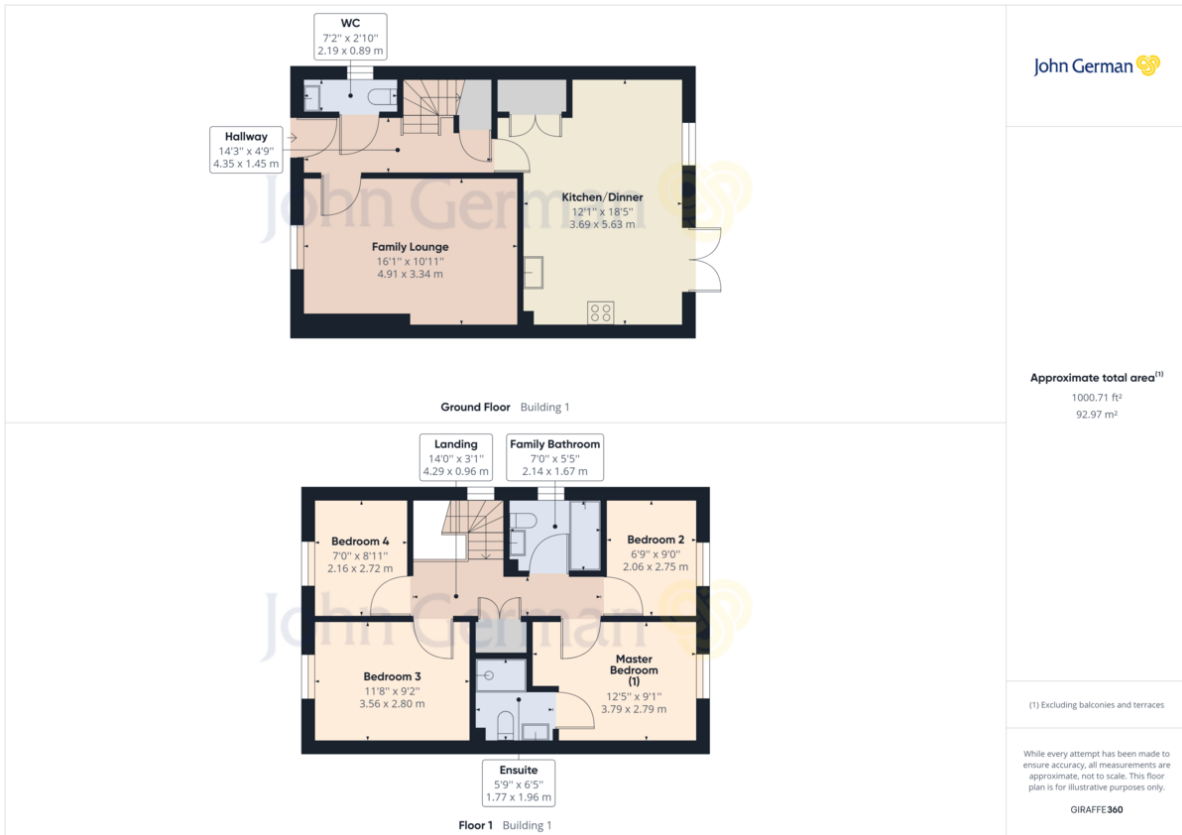 WC
7'2" x 2'10"
2.19 x 0.89 m
Hallway
14'3" x 4'9"
4.35 x 1.45 m
Kitchen/Dinner
12'1" x 18'5"
3.69 x 5.63 m
Family Lounge
16'1" x 10'11"
4.91 x 3.34 m
John German
Ground Floor Building 1
Landing
14'0" x 3'1"
4.29 x 0.96 m
Family Bathroom
7'0" x 5'5"
2.14 x 1.67 m
Bedroom 4
7'0" x 8'11"
2.16 x 2.72 m
Bedroom 2
6'9" x 9'0"
2.06 x 2.75 m
John German
Bedroom 3
11'8" x 9'2"
3.56 x 2.80 m
Master
Bedroom
(1)
12'5" x 9'1"
3.79 x 2.79 m
Ensuite
5'9" x 6'5"
1.77 x 1.96 m
Floor 1 Building 1
John German
Approximate total area(1)
1000.71 ft²
92.97 m²
(1) Excluding balconies and terraces
While every attempt has been made to
ensure accuracy, all measurements are
approximate, not to scale. This floor
plan is for illustrative purposes only.
GIRAFFE360